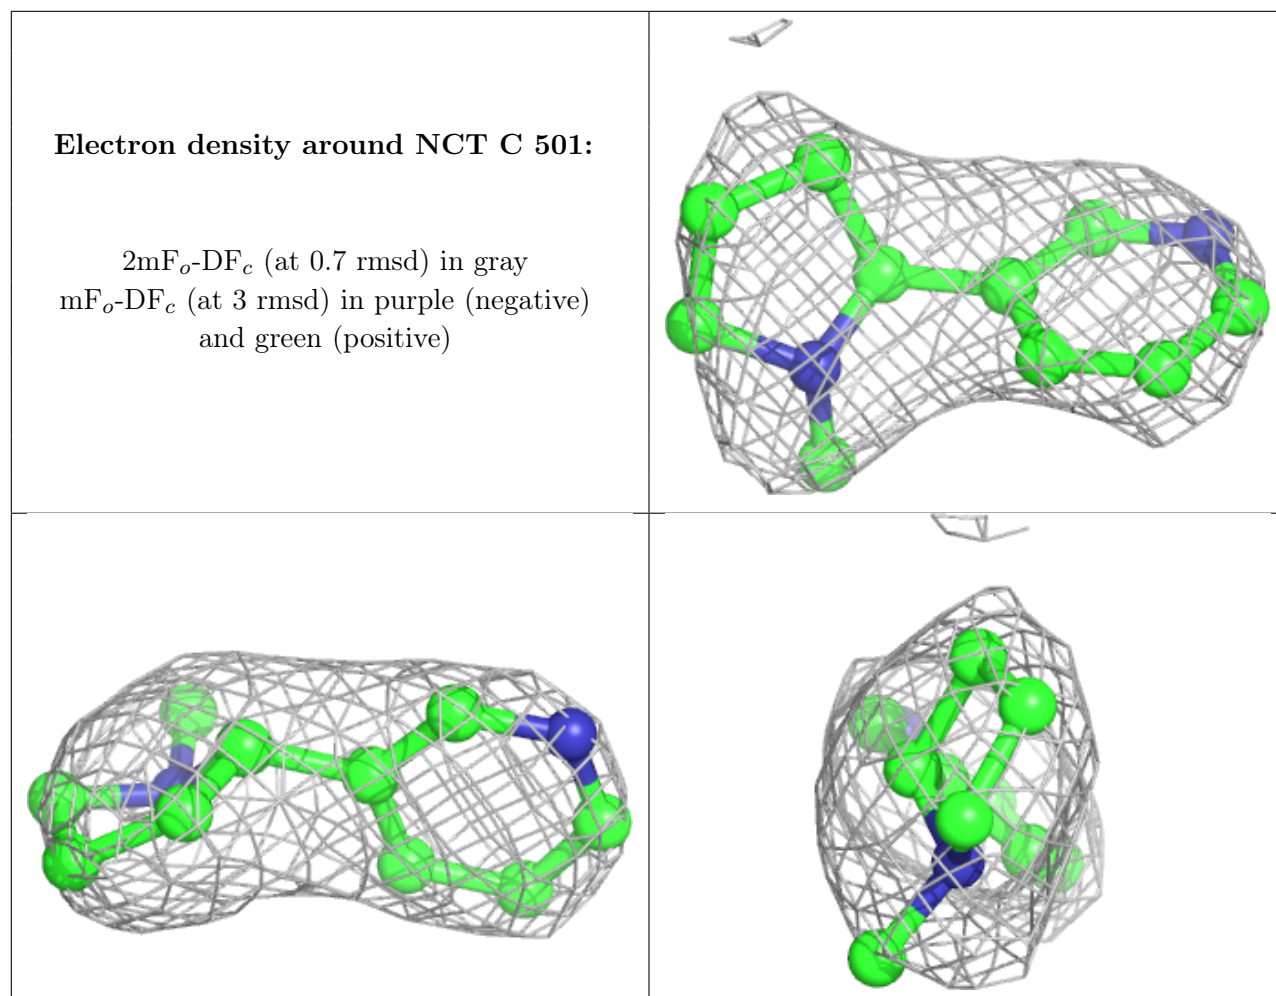 Electron density around NCT C 501:
2mFo-DFc (at 0.7 rmsd) in gray
mFo-DFc (at 3 rmsd) in purple (negative)
and green (positive)